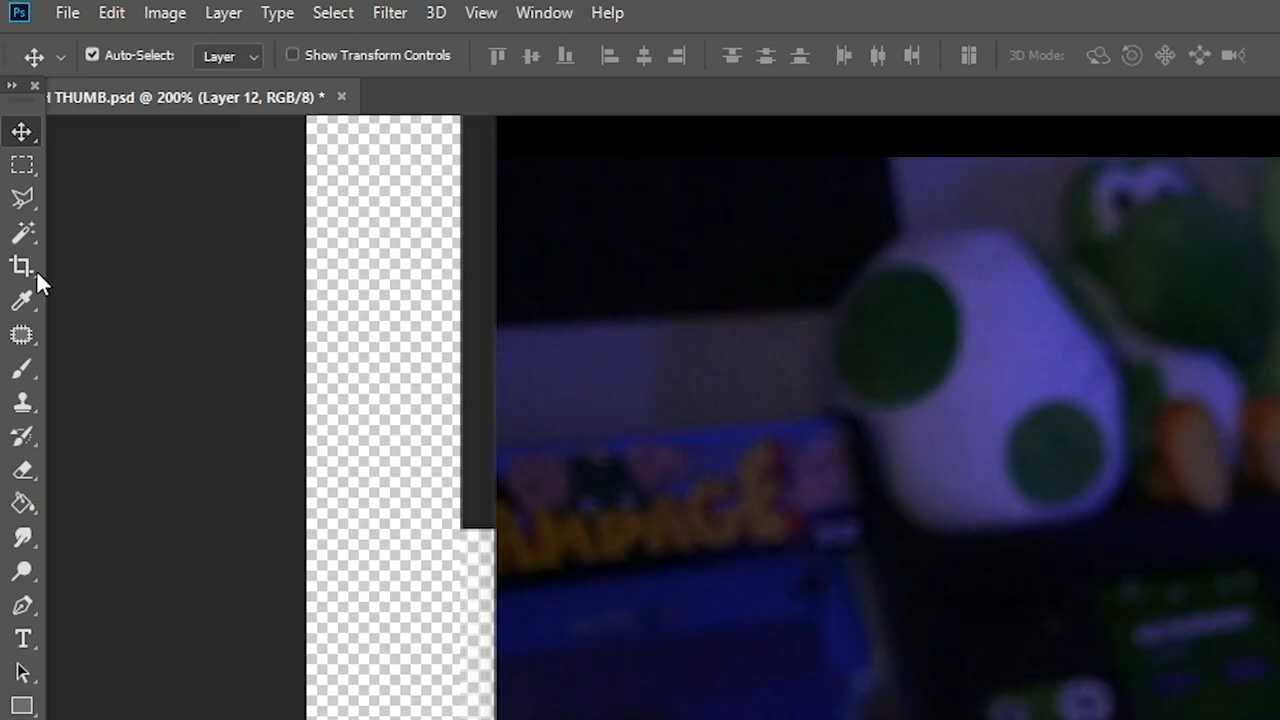 Ps File Edit Image Layer Type Select Filter 3D View Window Help
Auto-Select: Layer Show Transform Controls 3D Mode:
THUMB.psd @ 200% (Layer 12, RGB/8) *
AMPAGE
T